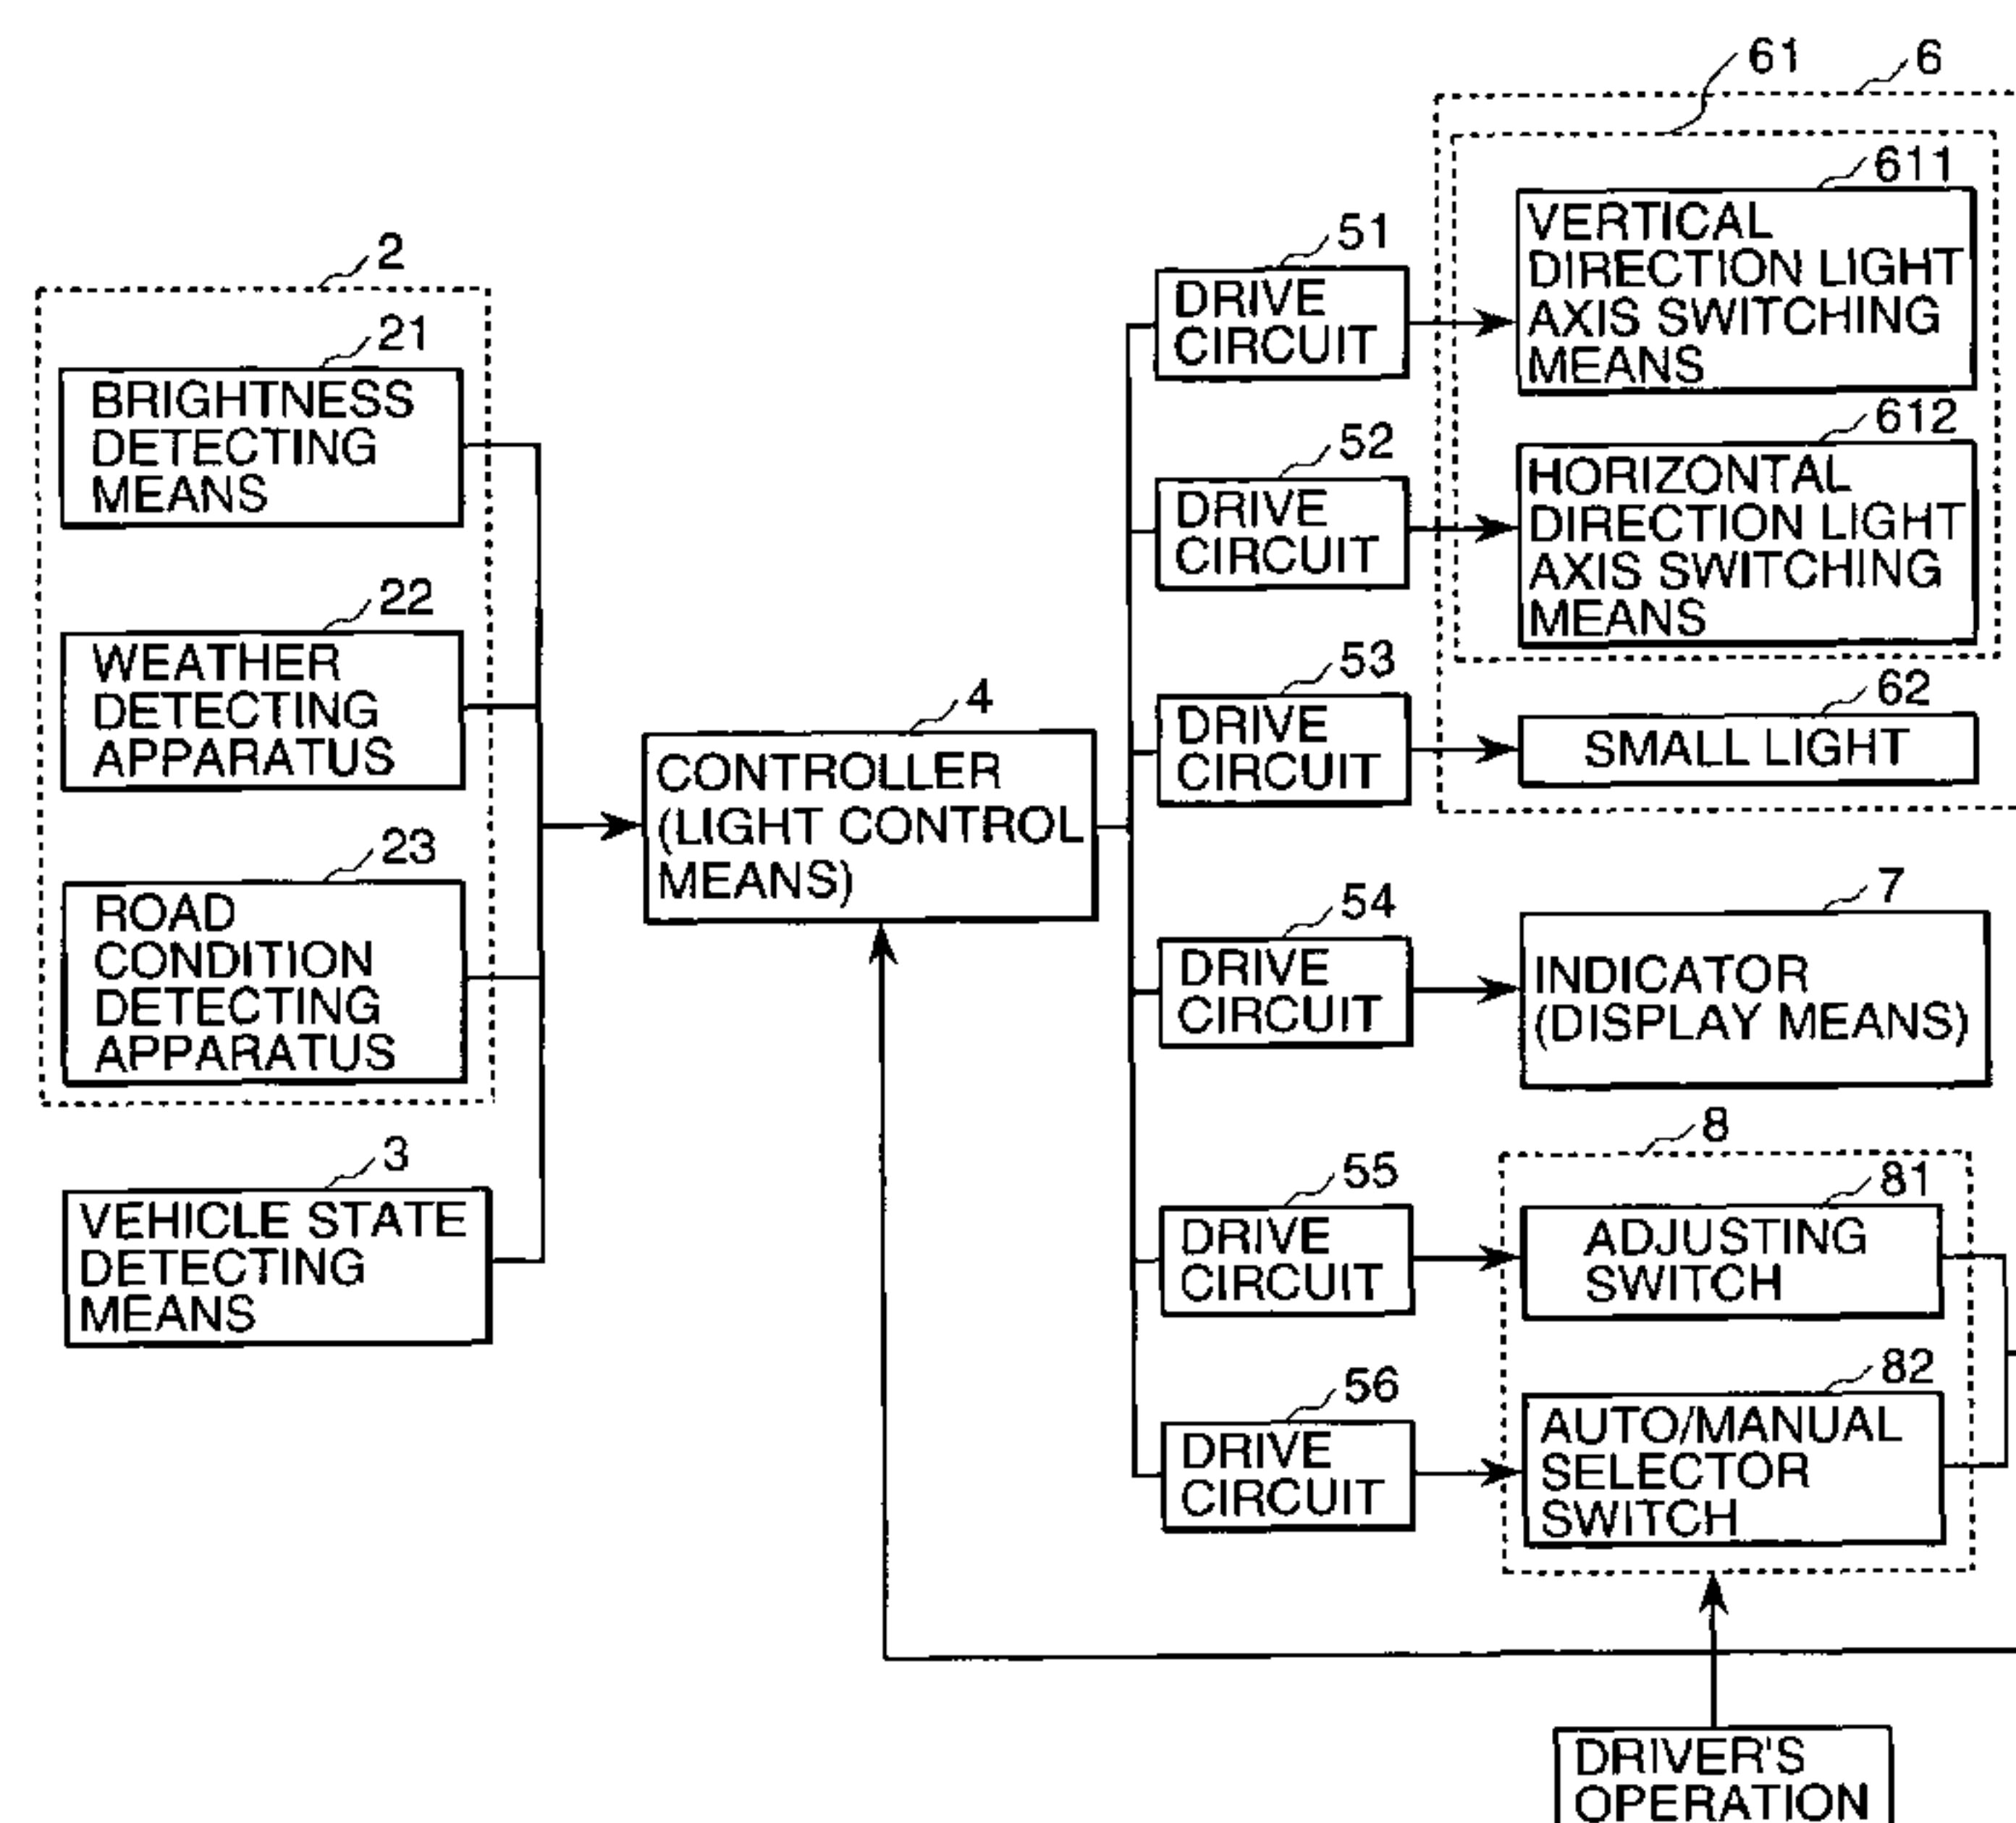 2
21
BRIGHTNESS
DETECTING
MEANS
22
WEATHER
DETECTING
APPARATUS
23
ROAD
CONDITION
DETECTING
APPARATUS
3
VEHICLE STATE
DETECTING
MEANS
4
CONTROLLER
(LIGHT CONTROL
MEANS)
51
DRIVE
CIRCUIT
52
DRIVE
CIRCUIT
53
DRIVE
CIRCUIT
54
DRIVE
CIRCUIT
55
DRIVE
CIRCUIT
56
DRIVE
CIRCUIT
61
6
611
VERTICAL
DIRECTION LIGHT
AXIS SWITCHING
MEANS
612
HORIZONTAL
DIRECTION LIGHT
AXIS SWITCHING
MEANS
62
SMALL LIGHT
7
INDICATOR
(DISPLAY MEANS)
8
81
ADJUSTING
SWITCH
82
AUTO/MANUAL
SELECTOR
SWITCH
DRIVER'S
OPERATION